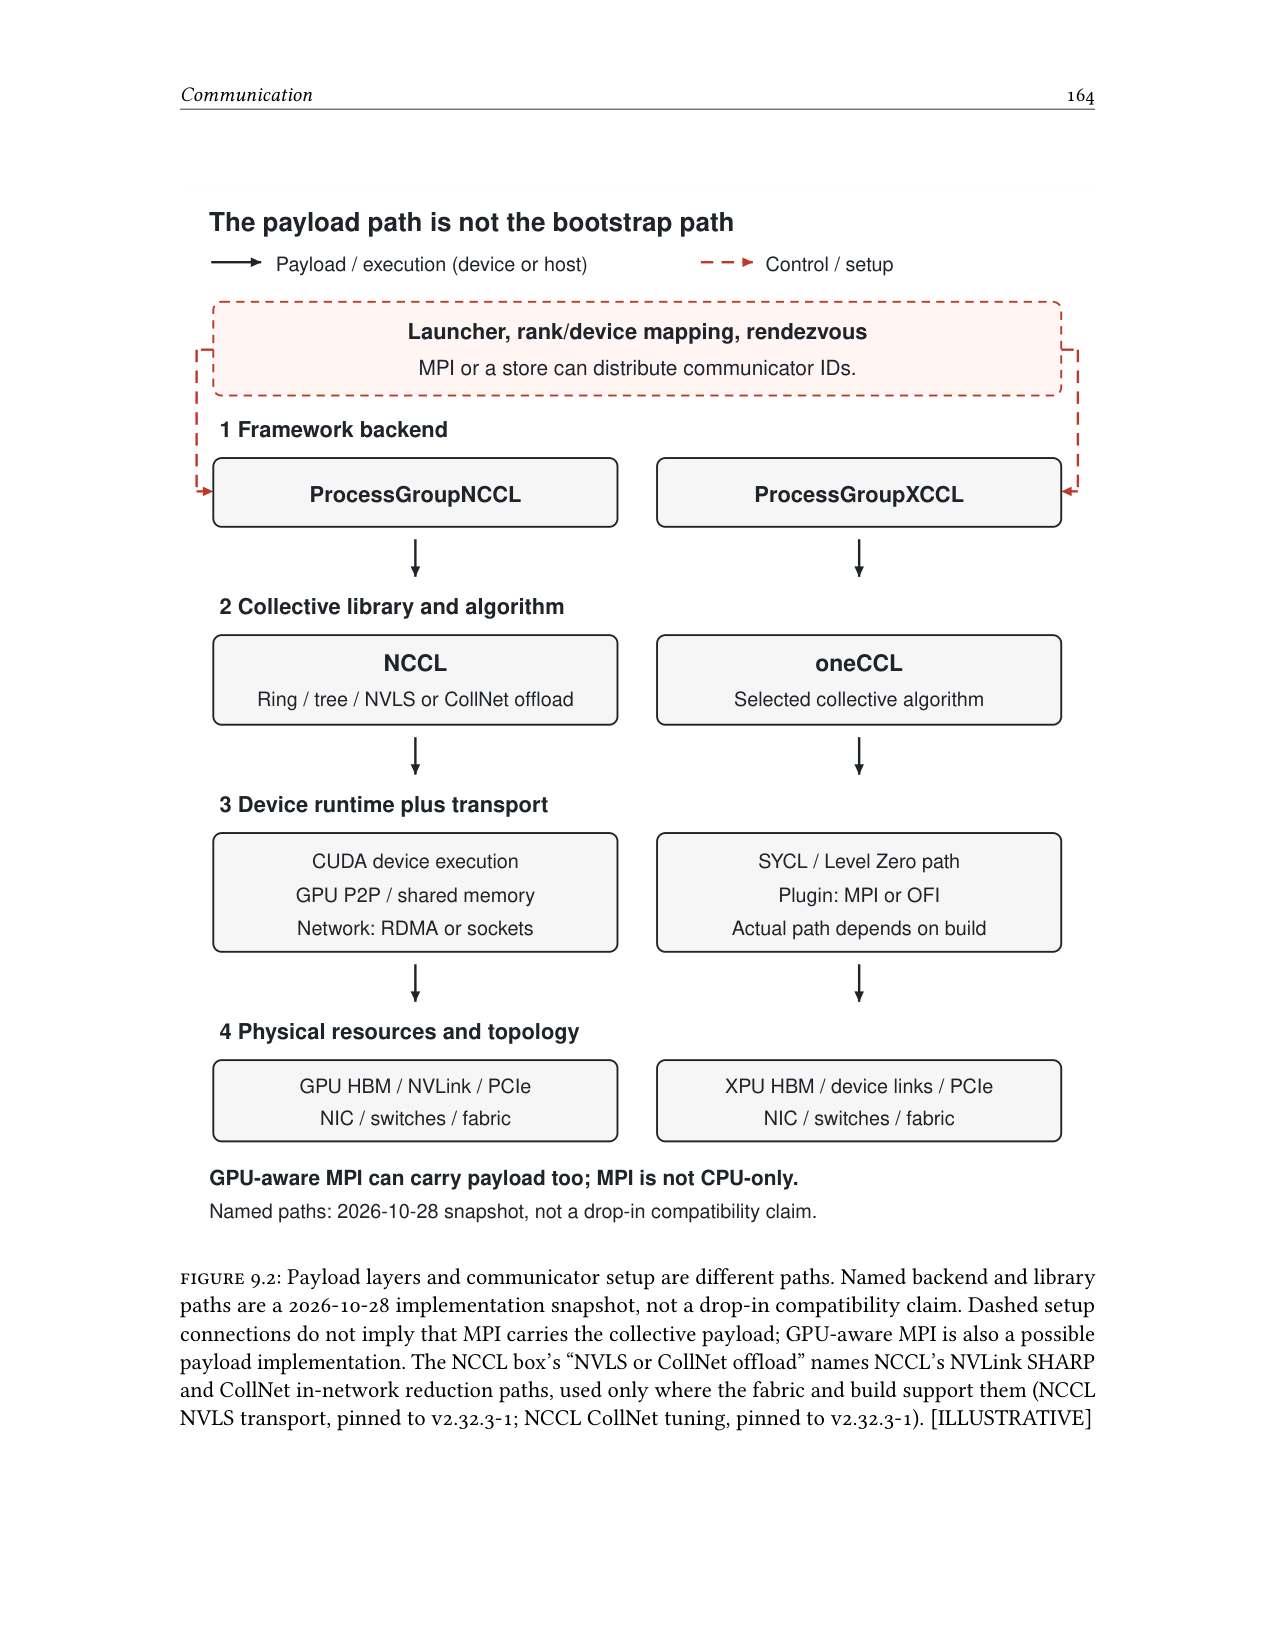 Communication 164
The payload path is not the bootstrap path
Payload / execution (device or host) Control / setup
Launcher, rank/device mapping, rendezvous
MPI or a store can distribute communicator IDs.
1 Framework backend
ProcessGroupNCCL ProcessGroupXCCL
2 Collective library and algorithm
NCCL oneCCL
Ring / tree / NVLS or CollNet offload Selected collective algorithm
3 Device runtime plus transport
CUDA device execution SYCL / Level Zero path
GPU P2P / shared memory Plugin: MPI or OFI
Network: RDMA or sockets Actual path depends on build
4 Physical resources and topology
GPU HBM / NVLink / PCIe XPU HBM / device links / PCIe
NIC / switches / fabric NIC / switches / fabric
GPU-aware MPI can carry payload too; MPI is not CPU-only.
Named paths: 2026-10-28 snapshot, not a drop-in compatibility claim.
FIGURE 9.2: Payload layers and communicator setup are different paths. Named backend and library
paths are a 2026-10-28 implementation snapshot, not a drop-in compatibility claim. Dashed setup
connections do not imply that MPI carries the collective payload; GPU-aware MPI is also a possible
payload implementation. The NCCL box’s “NVLS or CollNet offload” names NCCL’s NVLink SHARP
and CollNet in-network reduction paths, used only where the fabric and build support them (NCCL
NVLS transport, pinned to v2.32.3-1; NCCL CollNet tuning, pinned to v2.32.3-1). [ILLUSTRATIVE]